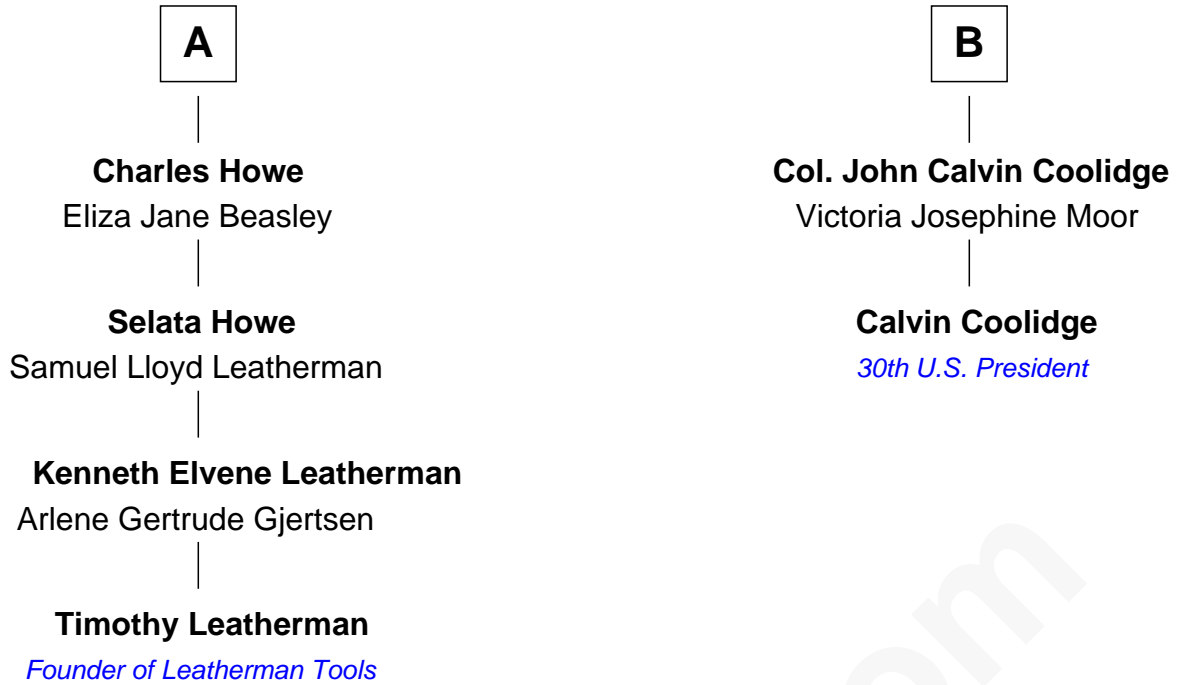 A
Charles Howe
Eliza Jane Beasley
Selata Howe
Samuel Lloyd Leatherman
Kenneth Elvene Leatherman
Arlene Gertrude Gjertsen
Timothy Leatherman
Founder of Leatherman Tools
B
Col. John Calvin Coolidge
Victoria Josephine Moor
Calvin Coolidge
30th U.S. President
om